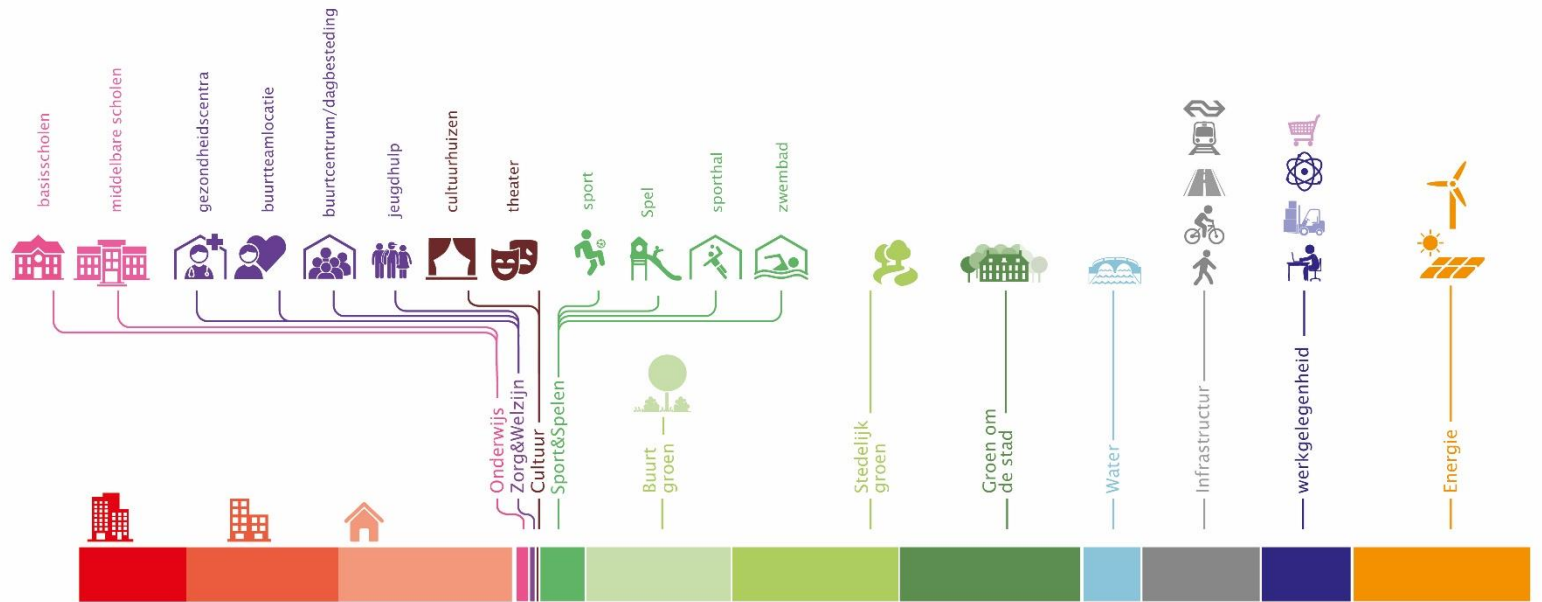 basisscholen
middelbare scholen
gezondheidscentra
buurtteamlocatie
buurtcentrum/dagbesteding
jeugdhulp
cultuurhuizen
theater
sport
Spel
sporthal
zwembad
Onderwijs
Zorg&Welzijn
Cultuur
Sport&Spelen
Buurt
groen
Stedelijk
groen
Groen om
de stad
Water
Infrastructur
werkgelegenheid
Energie